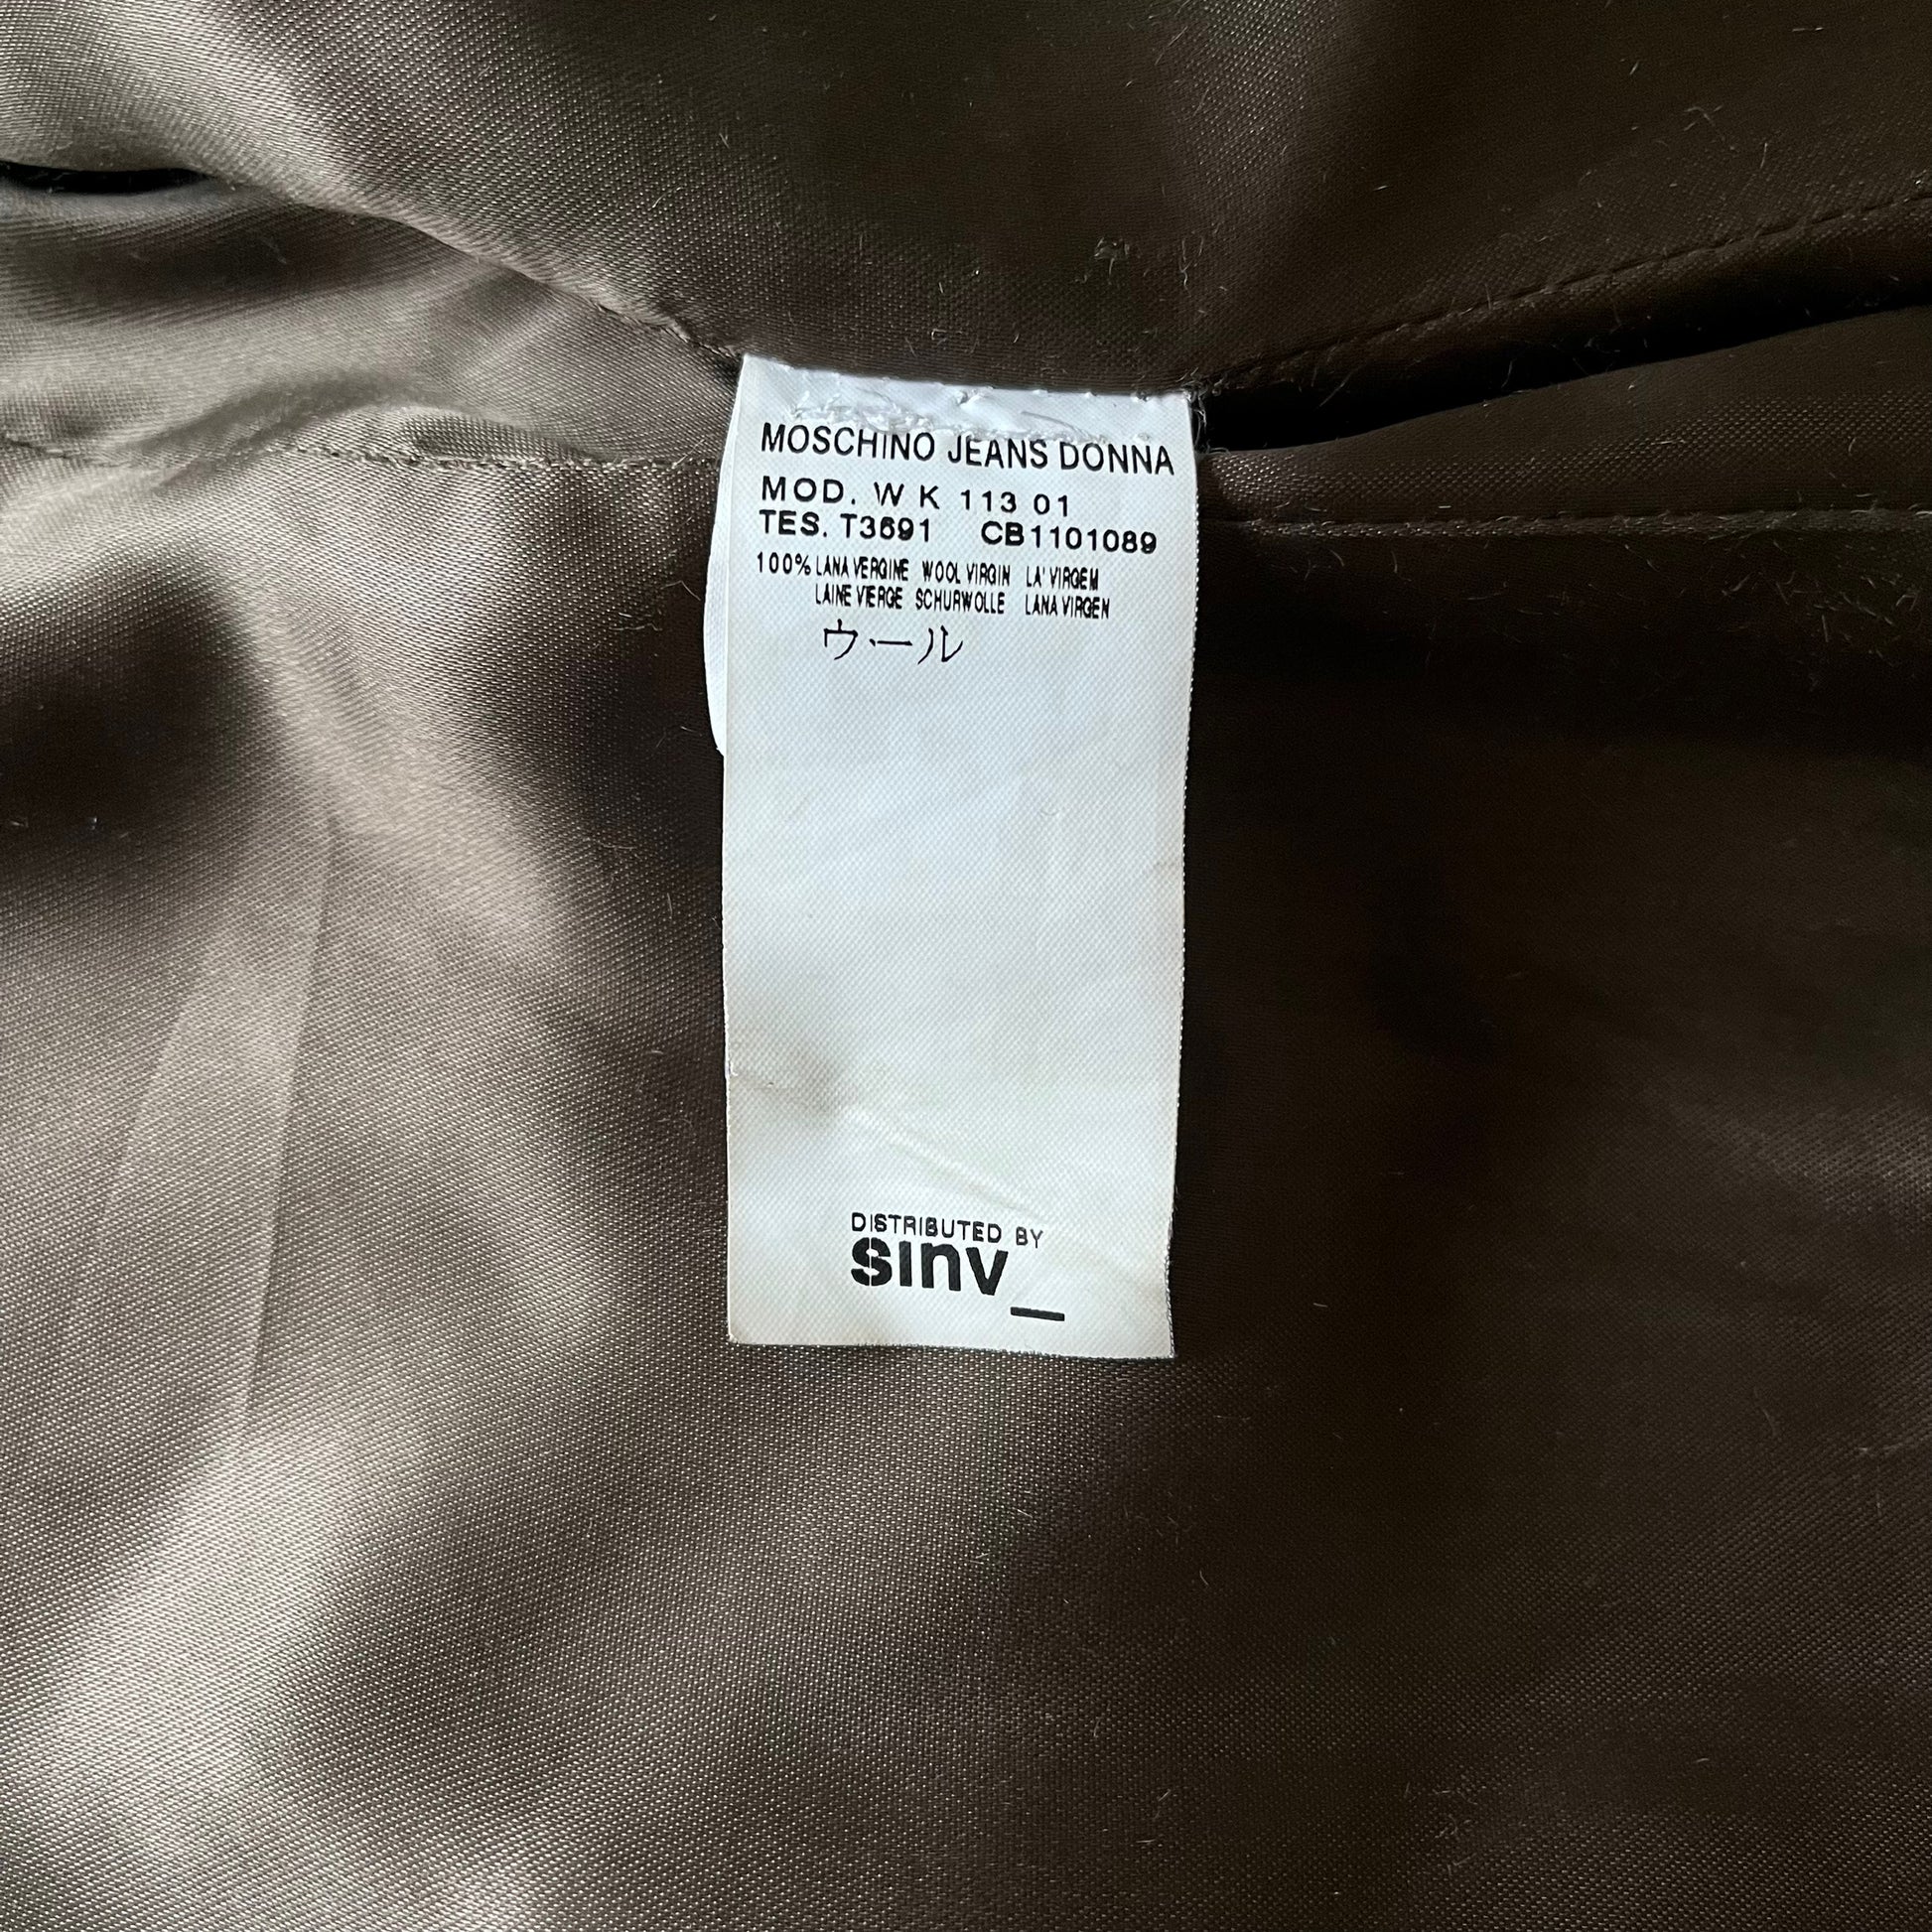 MOSCHINO JEANS DONNA
MOD. W K 113 01
TES. T3691 CB1101089
100% LANA VERGINE WOOL VIRGIN LA' VIRGEM
LAINE VIERGE SCHURWOLLE LANA VIRGEN
ウール
DISTRIBUTED BY
sinv_